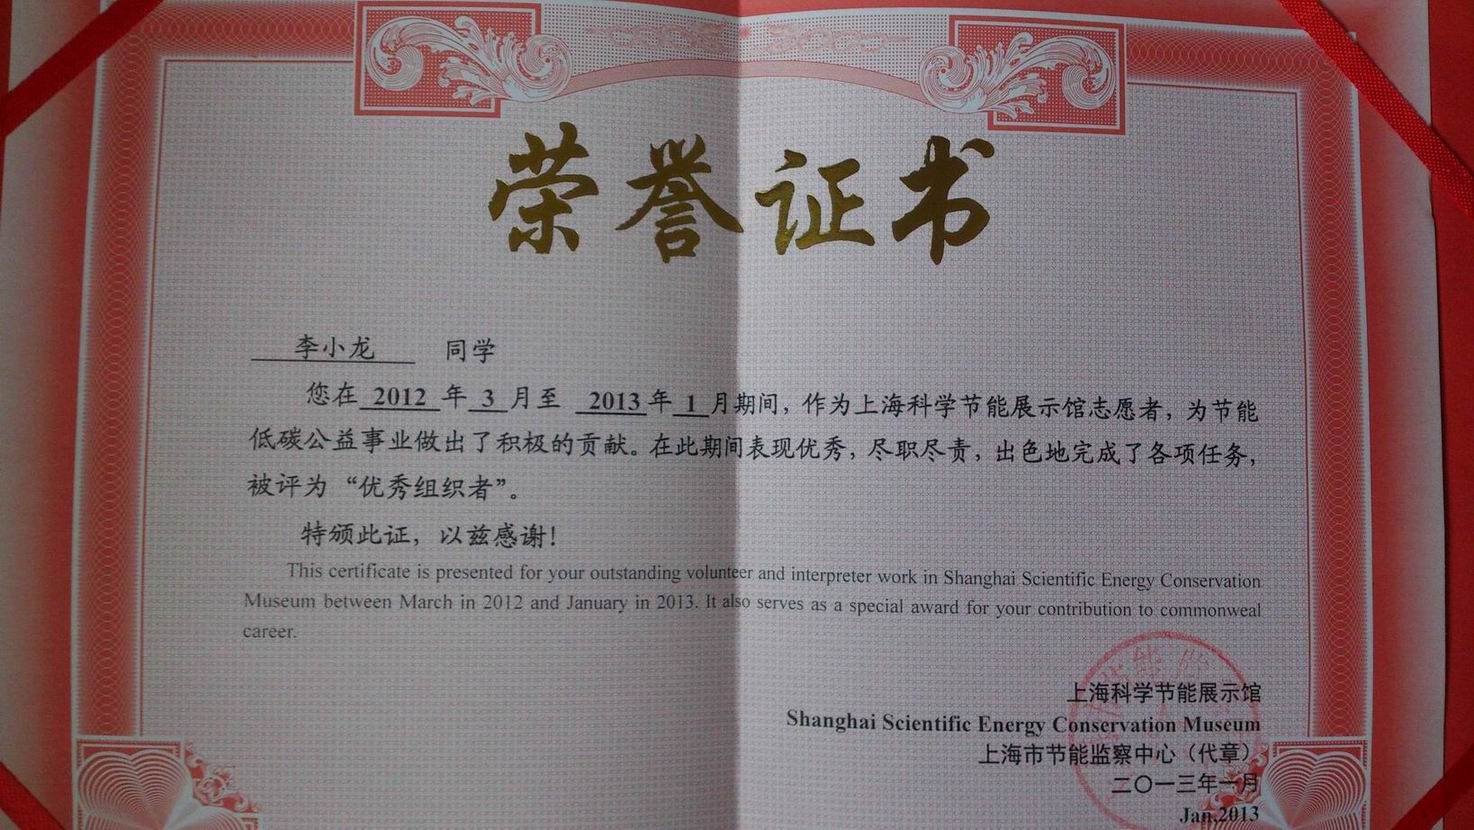 荣誉证书
李小龙 同学
您在 2012 年 3 月至 2013 年 1 月期间，作为上海科学节能展示馆志愿者，为节能
低碳公益事业做出了积极的贡献。在此期间表现优秀，尽职尽责，出色地完成了各项任务，
被评为“优秀组织者”。
特颁此证，以兹感谢！
This certificate is presented for your outstanding volunteer and interpreter work in Shanghai Scientific Energy Conservation
Museum between March in 2012 and January in 2013. It also serves as a special award for your contribution to commonweal
career.
上海科学节能展示馆
Shanghai Scientific Energy Conservation Museum
上海市节能监察中心（代章）
二〇一三年一月
Jan,2013